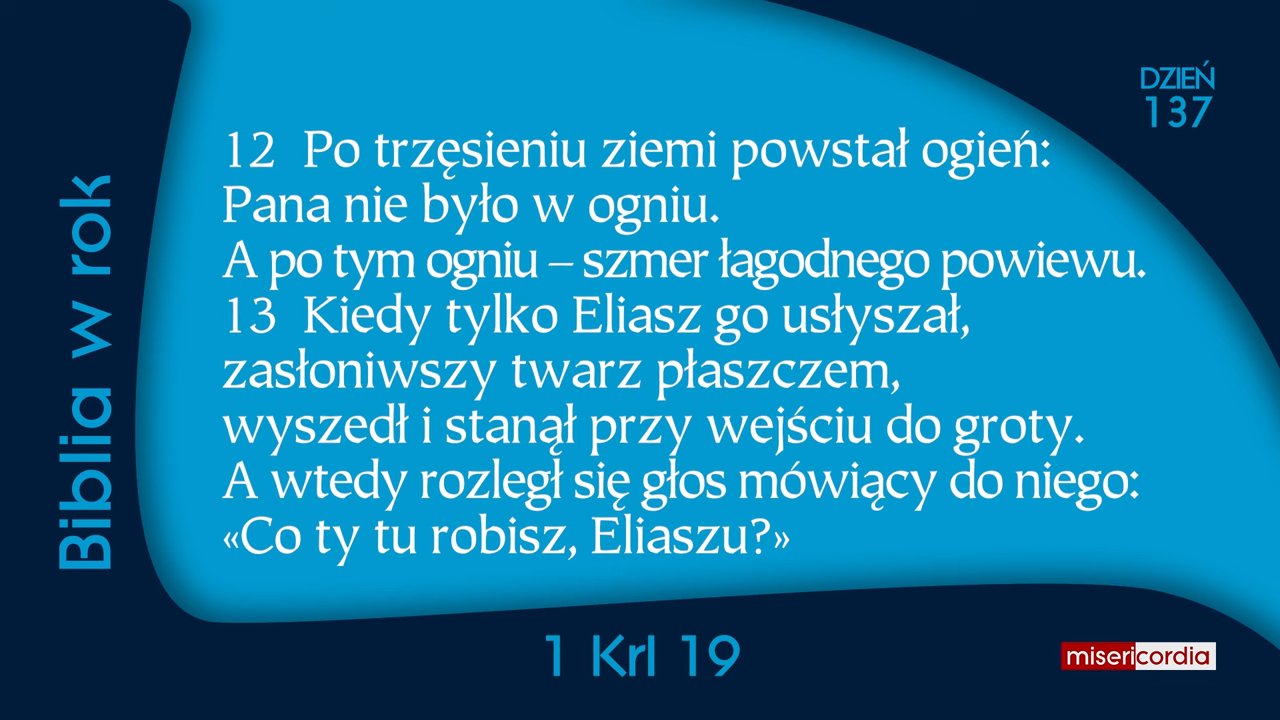 DZIEŃ
137
12 Po trzęsieniu ziemi powstał ogień:
Pana nie było w ogniu.
A po tym ogniu – szmer łagodnego powiewu.
13 Kiedy tylko Eliasz go usłyszał,
zasłoniwszy twarz płaszczem,
wyszedł i stanął przy wejściu do groty.
A wtedy rozległ się głos mówiący do niego:
«Co ty tu robisz, Eliaszu?»
Biblia w rok
1 Krl 19
misericordia